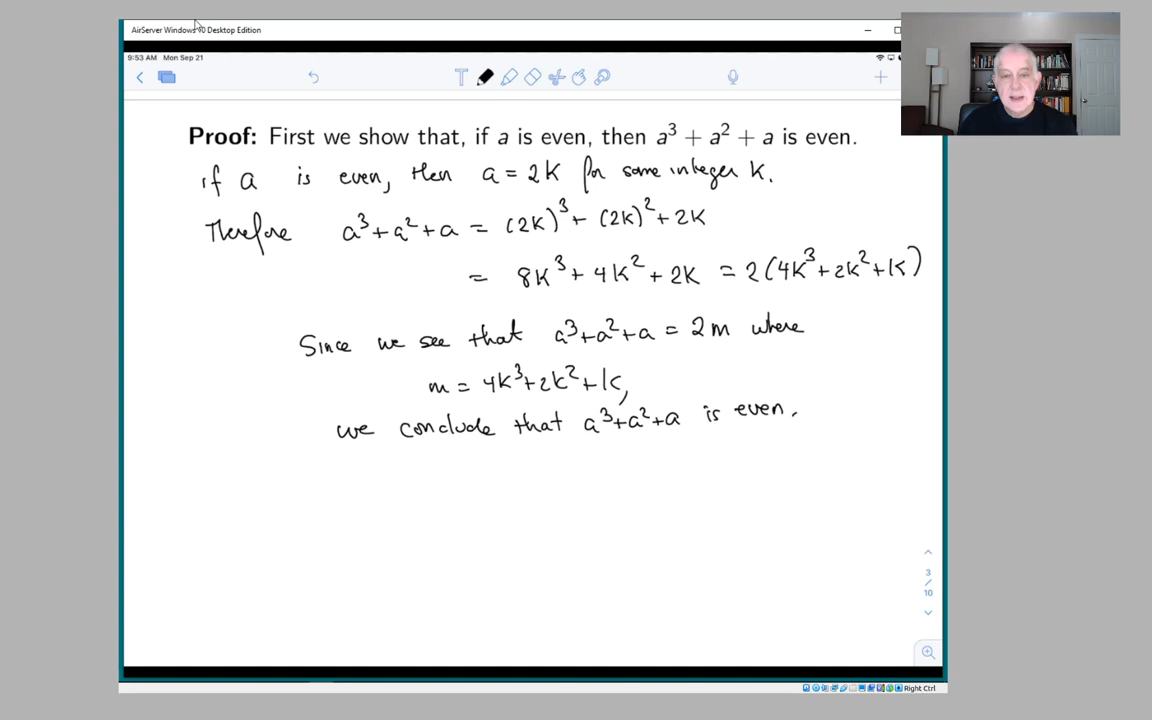 AirServer Windows 10 Desktop Edition
9:53 AM Mon Sep 21
Proof: First we show that, if a is even, then a³ + a² + a is even.
if a is even, then a = 2K for some integer K.
Therefore a³+a²+a = (2K)³ + (2K)² + 2K
= 8K³ + 4K² + 2K = 2(4K³+2K²+K)
Since we see that a³+a²+a = 2m where
m = 4K³+2K²+K,
we conclude that a³+a²+a is even.
3
/
10
Right Ctrl